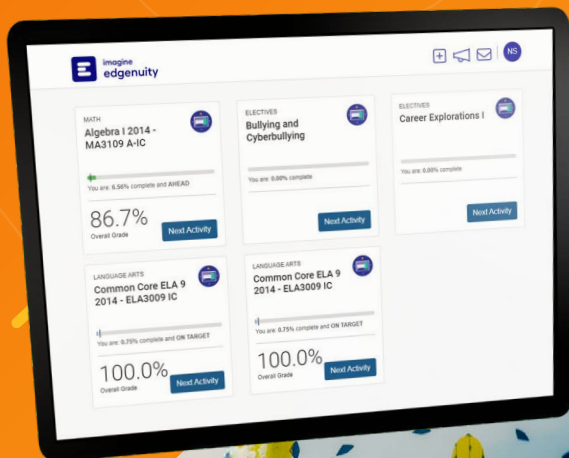 imagine
edgenuity
NS
MATH
Algebra I 2014 -
MA3109 A-IC
You are: 6.56% complete and AHEAD
86.7%
Overall Grade
Next Activity
ELECTIVES
Bullying and
Cyberbullying
You are: 0.00% complete
Next Activity
ELECTIVES
Career Explorations I
You are: 0.00% complete
Next Activity
LANGUAGE ARTS
Common Core ELA 9
2014 - ELA3009 IC
You are: 0.75% complete and ON TARGET
100.0%
Overall Grade
Next Activity
LANGUAGE ARTS
Common Core ELA 9
2014 - ELA3009 IC
You are: 0.75% complete and ON TARGET
100.0%
Overall Grade
Next Activity